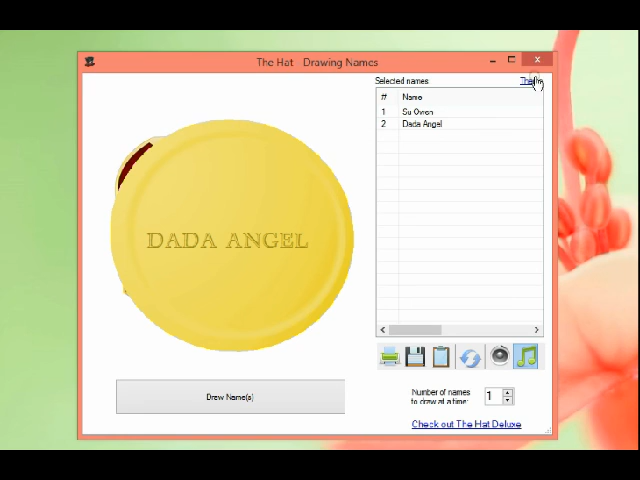 The Hat - Drawing Names
Selected names
# Name
1 Su Owen
2 Dada Angel
DADA ANGEL
Draw Name(s)
Number of names
to draw at a time:
1
Check out The Hat Deluxe